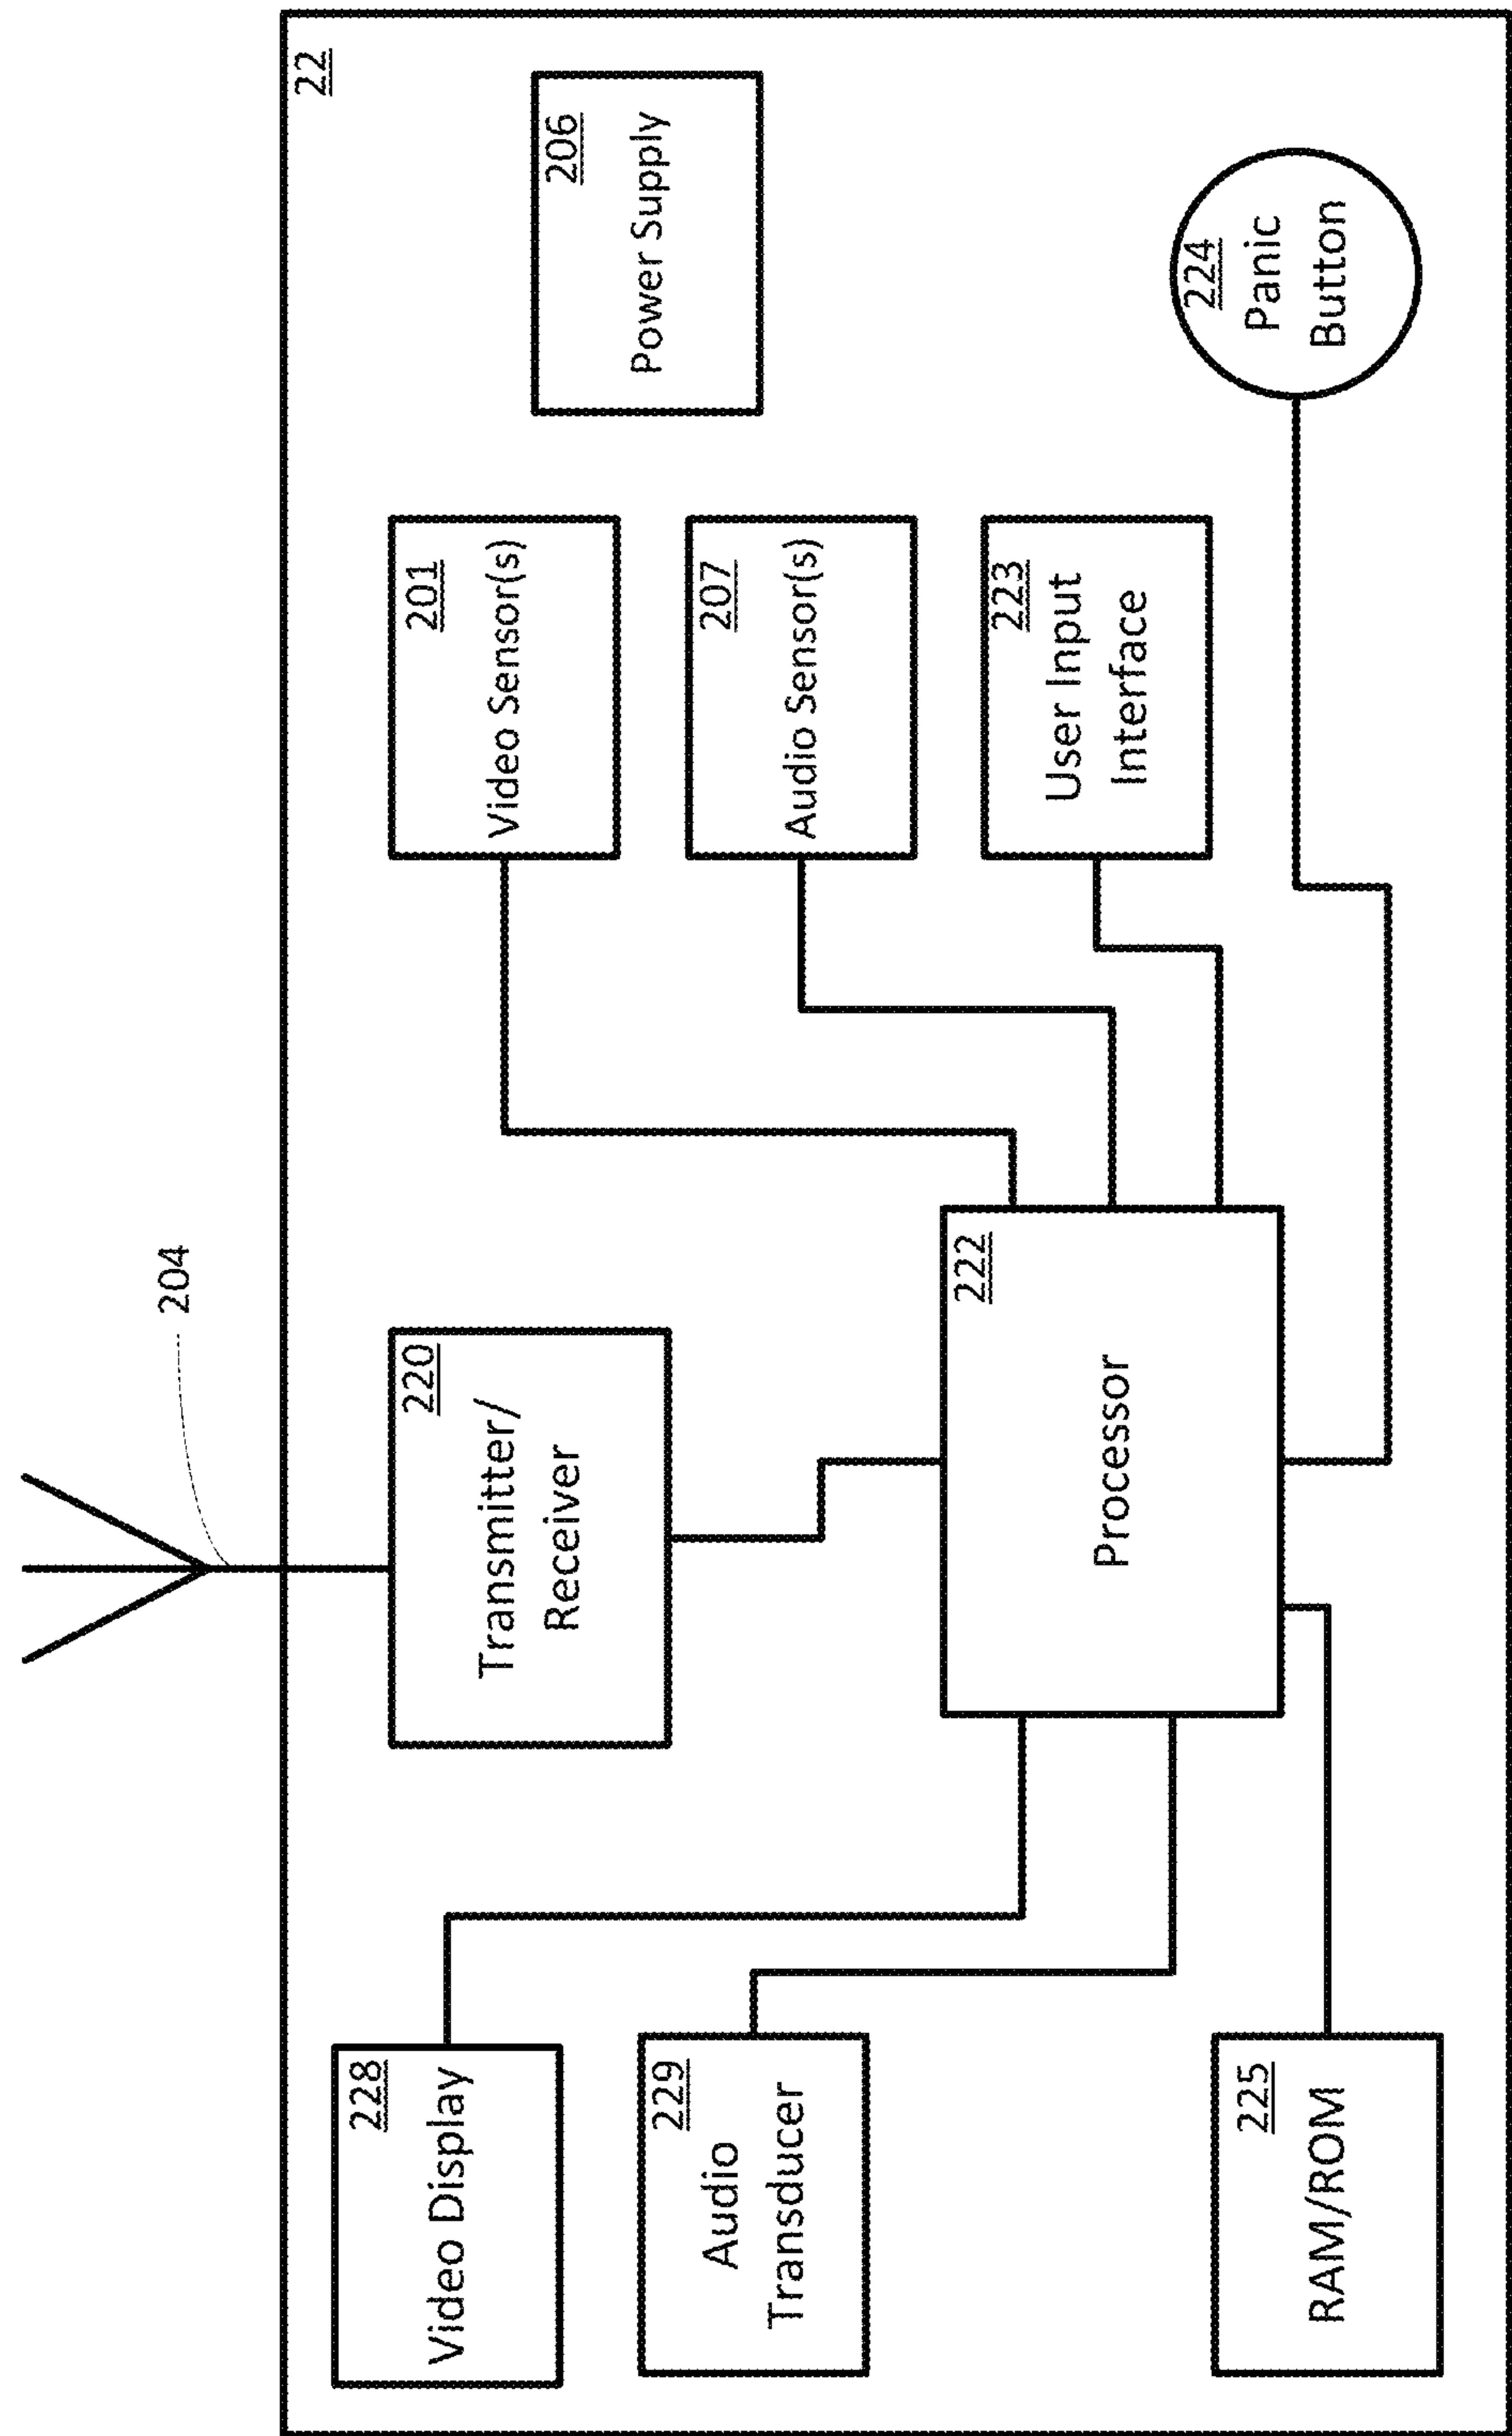 204
22
228
Video Display
220
Transmitter/
Receiver
201
Video Sensor(s)
206
Power Supply
229
Audio
Transducer
207
Audio Sensor(s)
222
Processor
223
User Input
Interface
225
RAM/ROM
224
Panic
Button